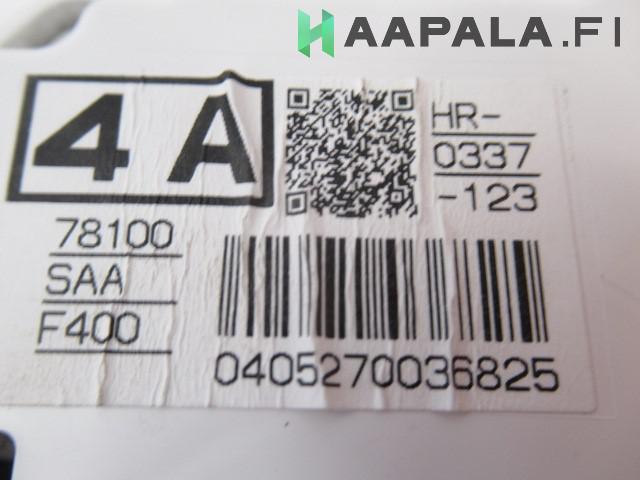 HAAPALA.FI
4 A
HR-
0337
-123
78100
SAA
F400
0405270036825